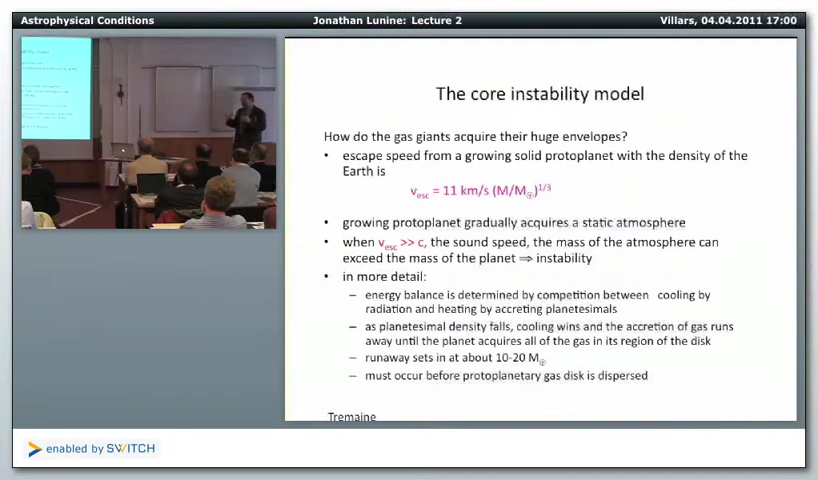 Astrophysical Conditions
Jonathan Lunine: Lecture 2
Villars, 04.04.2011 17:00
The core instability model
How do the gas giants acquire their huge envelopes?
• escape speed from a growing solid protoplanet with the density of the
Earth is
vesc = 11 km/s (M/M⊕)1/3
• growing protoplanet gradually acquires a static atmosphere
• when vesc >> c, the sound speed, the mass of the atmosphere can
exceed the mass of the planet ⇒ instability
• in more detail:
– energy balance is determined by competition between cooling by
radiation and heating by accreting planetesimals
– as planetesimal density falls, cooling wins and the accretion of gas runs
away until the planet acquires all of the gas in its region of the disk
– runaway sets in at about 10-20 M⊕
– must occur before protoplanetary gas disk is dispersed
Tremaine
enabled by SWITCH